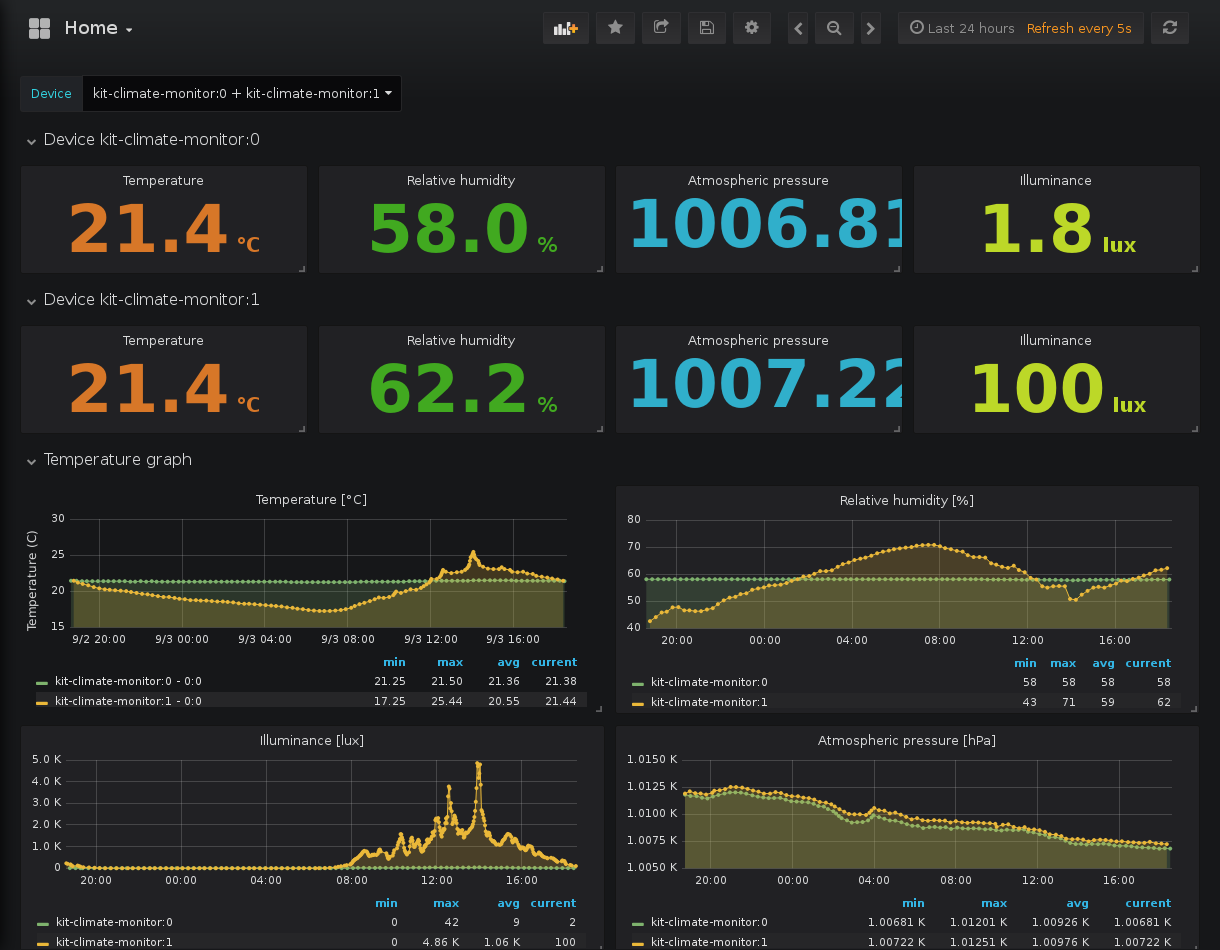 Home
Last 24 hours Refresh every 5s
Device kit-climate-monitor:0 + kit-climate-monitor:1
Device kit-climate-monitor:0
Temperature Relative humidity Atmospheric pressure Illuminance
21.4 °C 58.0 % 1006.81 1.8 lux
Device kit-climate-monitor:1
Temperature Relative humidity Atmospheric pressure Illuminance
21.4 °C 62.2 % 1007.22 100 lux
Temperature graph
Temperature [°C]
Temperature (C)
30
25
20
15
9/2 20:00 9/3 00:00 9/3 04:00 9/3 08:00 9/3 12:00 9/3 16:00
min max avg current
kit-climate-monitor:0 - 0:0 21.25 21.50 21.36 21.38
kit-climate-monitor:1 - 0:0 17.25 25.44 20.55 21.44
Relative humidity [%]
80
70
60
50
40
20:00 00:00 04:00 08:00 12:00 16:00
min max avg current
kit-climate-monitor:0 58 58 58 58
kit-climate-monitor:1 43 71 59 62
Illuminance [lux]
5.0 K
4.0 K
3.0 K
2.0 K
1.0 K
0
20:00 00:00 04:00 08:00 12:00 16:00
min max avg current
kit-climate-monitor:0 0 42 9 2
kit-climate-monitor:1 0 4.86 K 1.06 K 100
Atmospheric pressure [hPa]
1.0150 K
1.0125 K
1.0100 K
1.0075 K
1.0050 K
20:00 00:00 04:00 08:00 12:00 16:00
min max avg current
kit-climate-monitor:0 1.00681 K 1.01201 K 1.00926 K 1.00681 K
kit-climate-monitor:1 1.00722 K 1.01251 K 1.00976 K 1.00722 K